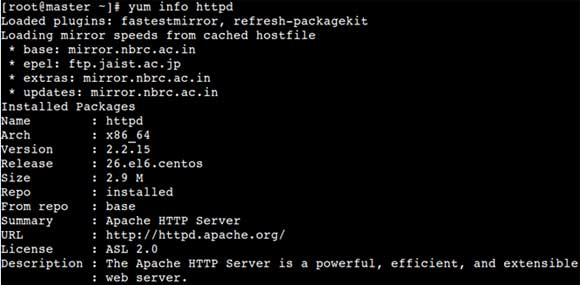 [root@master ~]# yum info httpd
Loaded plugins: fastestmirror, refresh-packagekit
Loading mirror speeds from cached hostfile
 * base: mirror.nbrc.ac.in
 * epel: ftp.jaist.ac.jp
 * extras: mirror.nbrc.ac.in
 * updates: mirror.nbrc.ac.in
Installed Packages
Name        : httpd
Arch        : x86_64
Version     : 2.2.15
Release     : 26.el6.centos
Size        : 2.9 M
Repo        : installed
From repo   : base
Summary     : Apache HTTP Server
URL         : http://httpd.apache.org/
License     : ASL 2.0
Description : The Apache HTTP Server is a powerful, efficient, and extensible
            : web server.